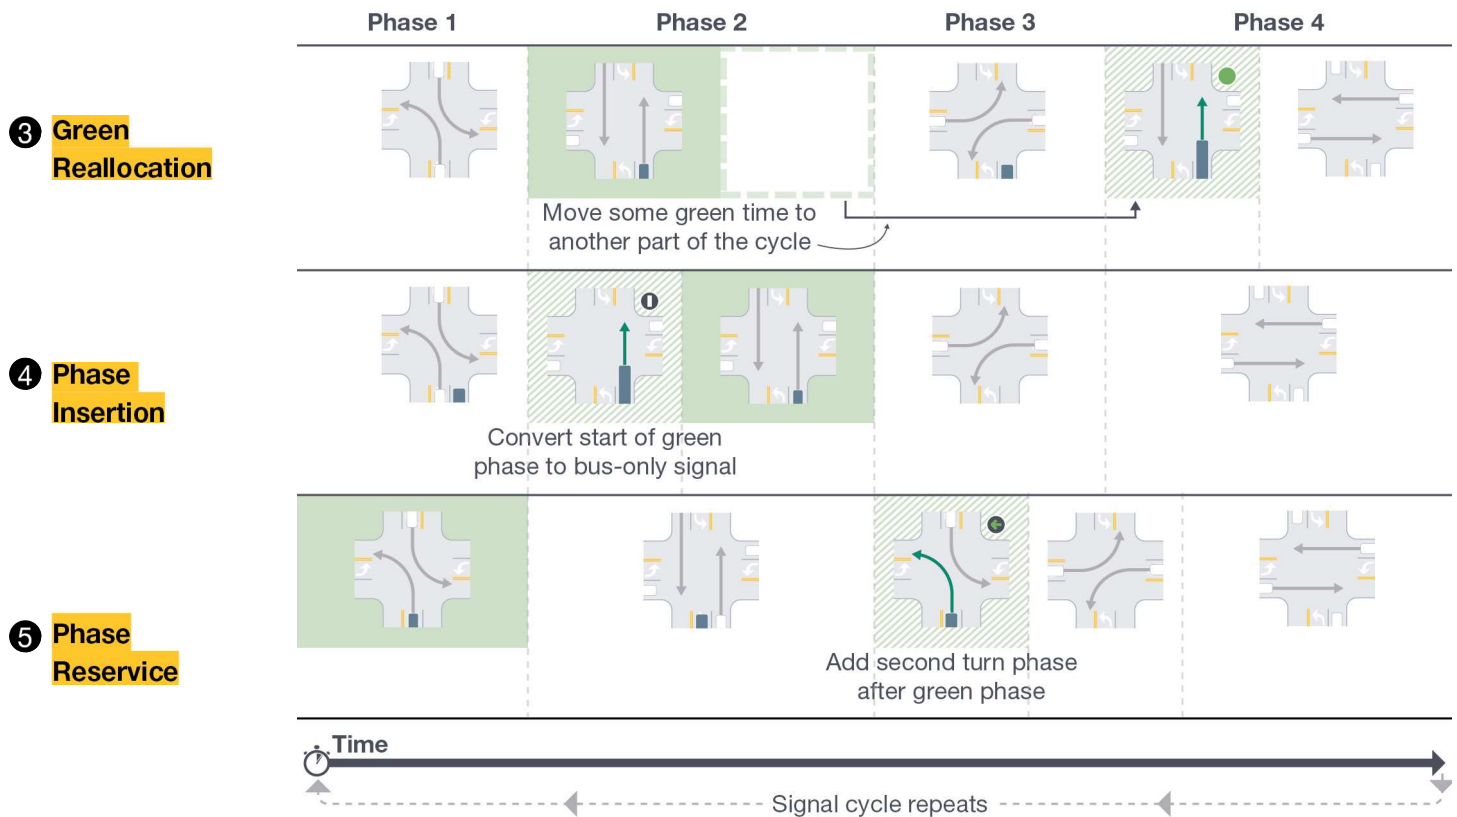 Phase 1
Phase 2
Phase 3
Phase 4
3 Green
Reallocation
Move some green time to
another part of the cycle
4 Phase
Insertion
Convert start of green
phase to bus-only signal
5 Phase
Reservice
Add second turn phase
after green phase
Time
Signal cycle repeats